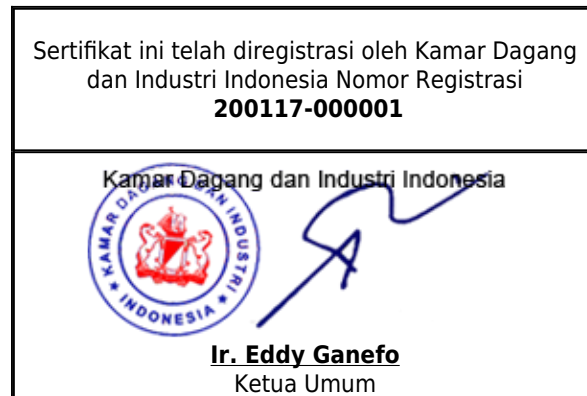 Sertifikat ini telah diregistrasi oleh Kamar Dagang
dan Industri Indonesia Nomor Registrasi
200117-000001
Kamar Dagang dan Industri Indonesia
KAMAR DAGANG DAN INDUSTRI
* INDONESIA *
Ir. Eddy Ganefo
Ketua Umum